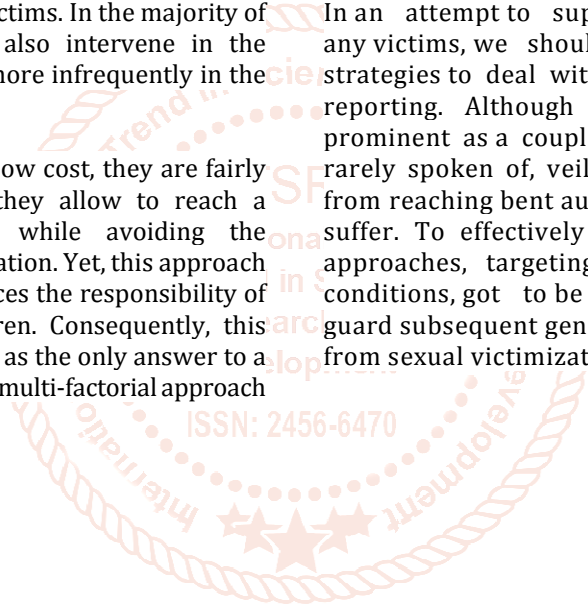 ctims. In the majority of
also intervene in the
more infrequently in the
ow cost, they are fairly
they allow to reach a
while avoiding the
ation. Yet, this approach
ces the responsibility of
ren. Consequently, this
as the only answer to a
multi-factorial approach
In an attempt to sup
any victims, we shoul
strategies to deal wit
reporting. Although
prominent as a coupl
rarely spoken of, veil
from reaching bent au
suffer. To effectively
approaches, targeting
conditions, got to be
guard subsequent gen
from sexual victimizat
ISSN: 2456-6470